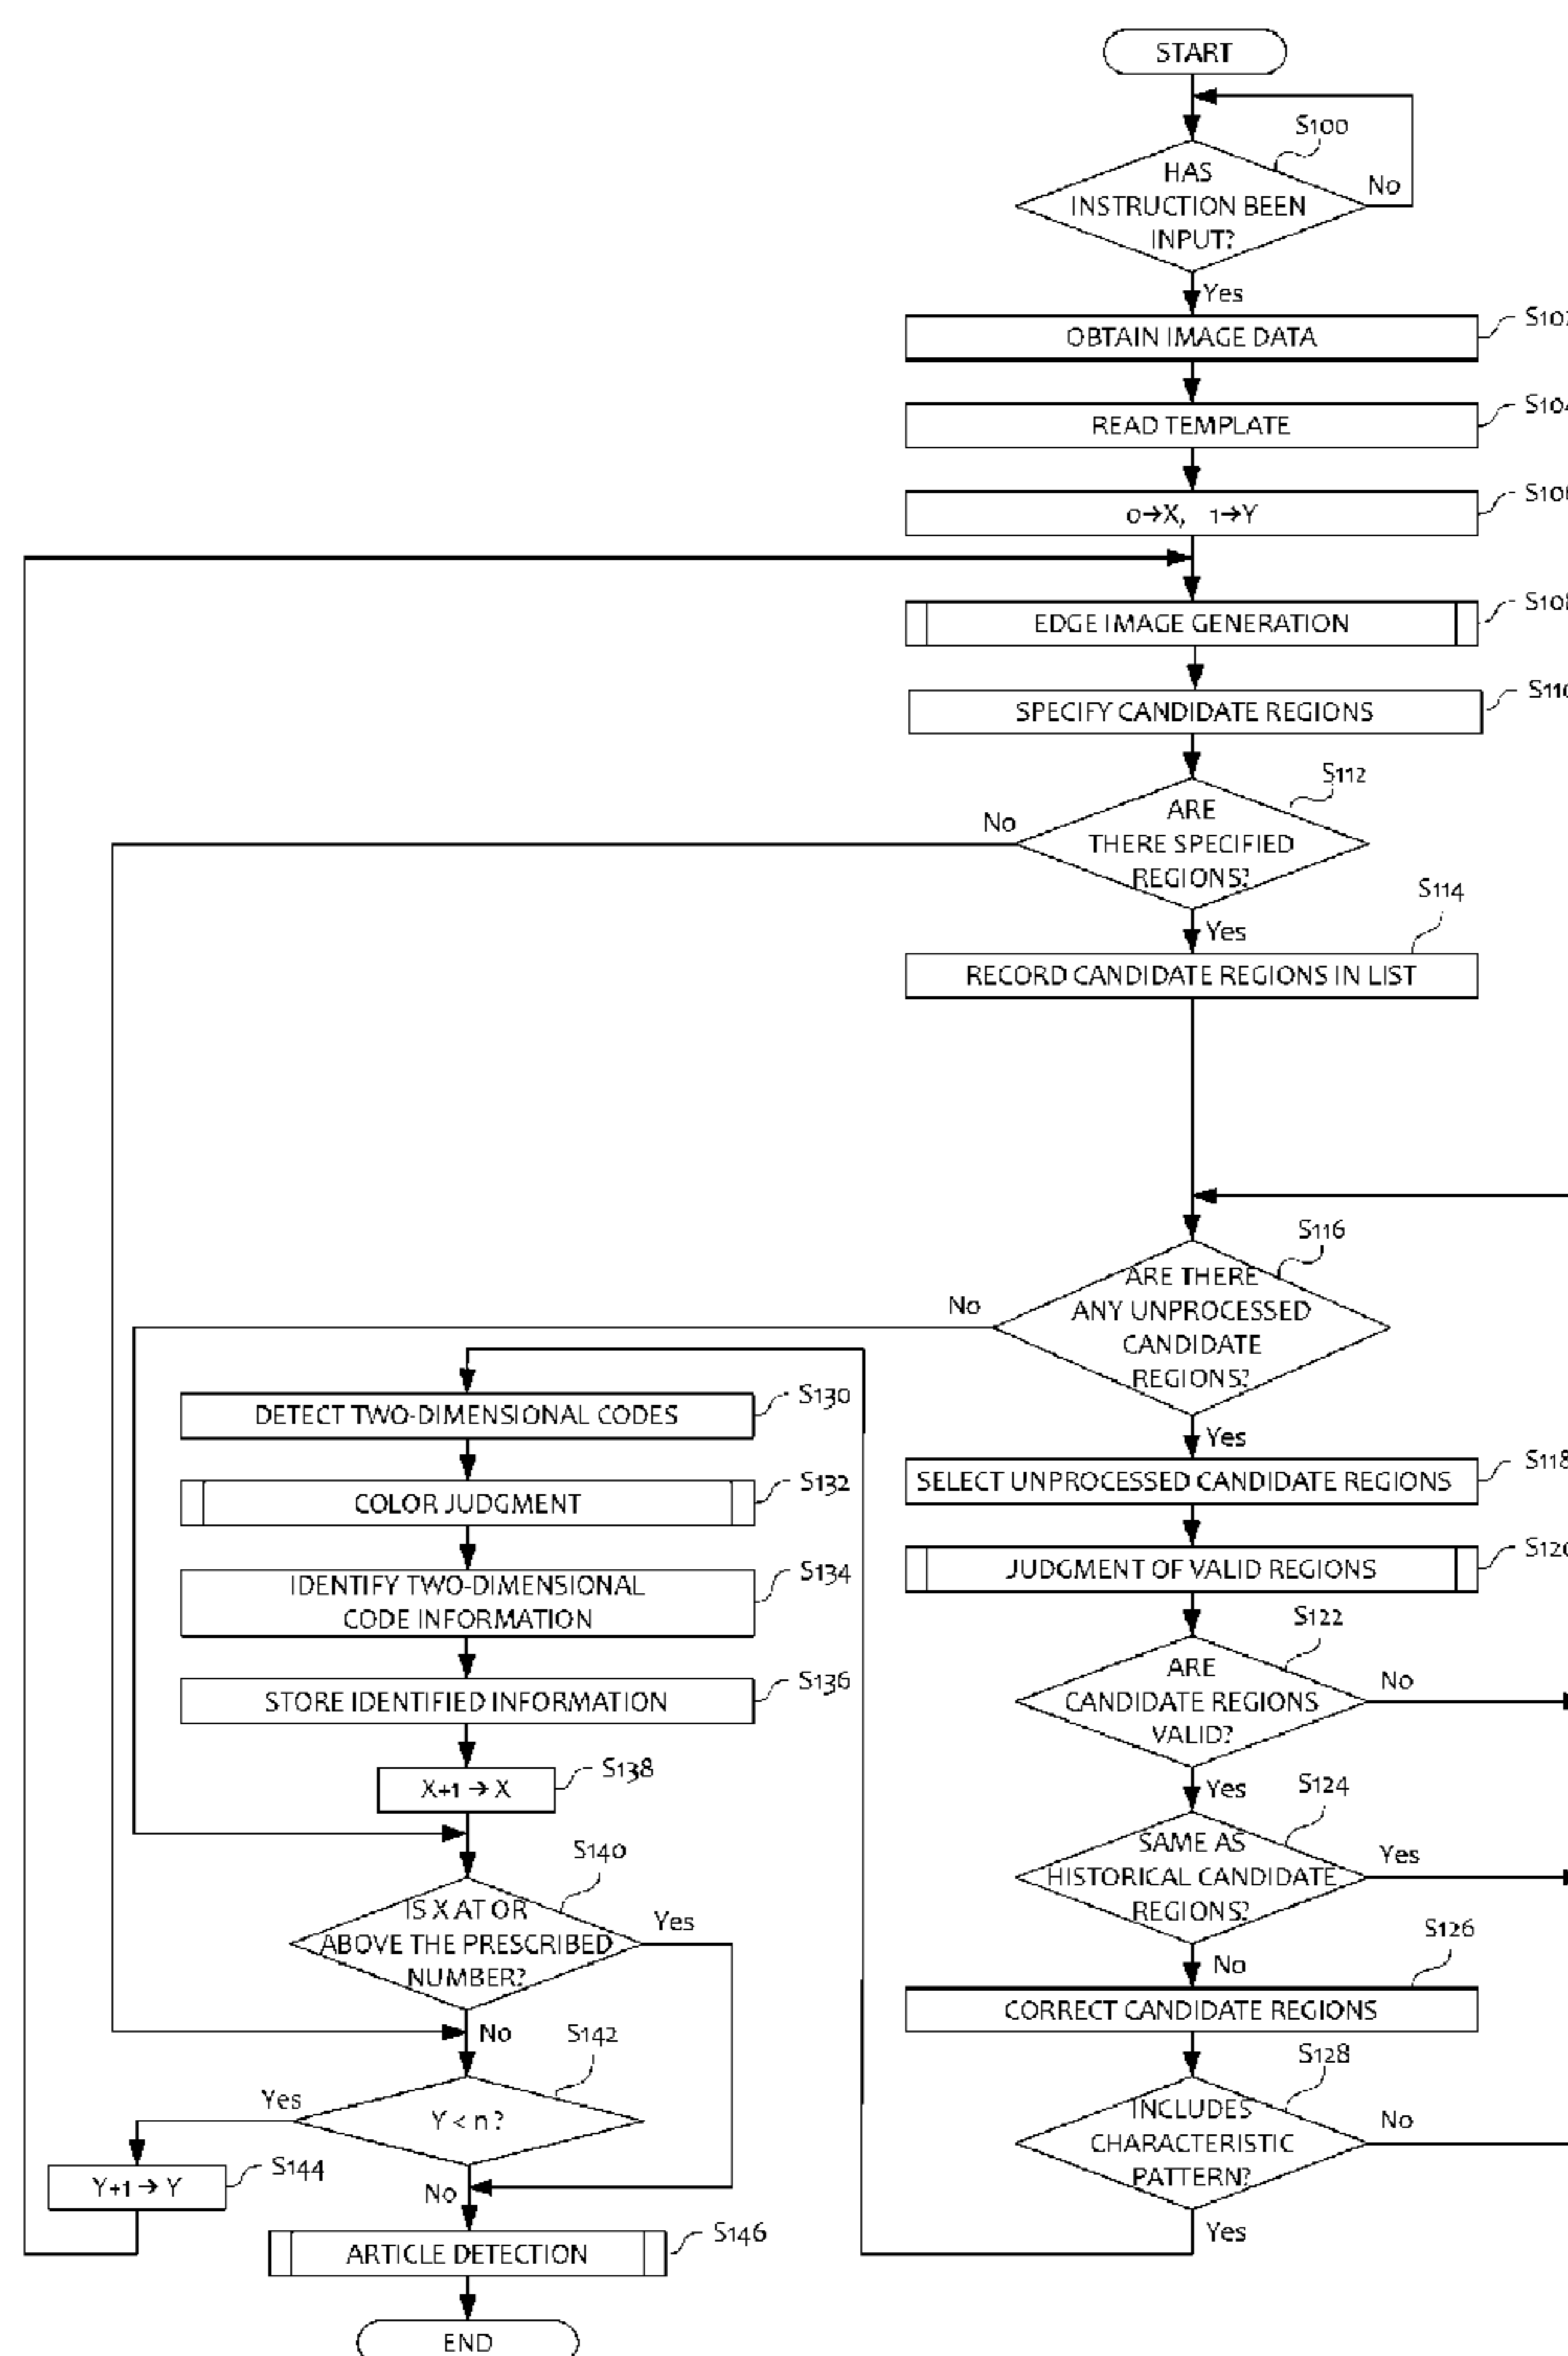 START
S100
HAS
INSTRUCTION BEEN
INPUT?
No
Yes
OBTAIN IMAGE DATA
READ TEMPLATE
0→X, 1→Y
EDGE IMAGE GENERATION
SPECIFY CANDIDATE REGIONS
S112
ARE
THERE SPECIFIED
REGIONS?
No
Yes
S114
RECORD CANDIDATE REGIONS IN LIST
S116
ARE THERE
ANY UNPROCESSED
CANDIDATE
REGIONS?
No
Yes
S118
SELECT UNPROCESSED CANDIDATE REGIONS
JUDGMENT OF VALID REGIONS
S122
ARE
CANDIDATE REGIONS
VALID?
No
Yes
S124
SAME AS
HISTORICAL CANDIDATE
REGIONS?
Yes
No
S126
CORRECT CANDIDATE REGIONS
S128
INCLUDES
CHARACTERISTIC
PATTERN?
No
Yes
S130
DETECT TWO-DIMENSIONAL CODES
S132
COLOR JUDGMENT
S134
IDENTIFY TWO-DIMENSIONAL
CODE INFORMATION
S136
STORE IDENTIFIED INFORMATION
S138
X+1 → X
S140
IS X AT OR
ABOVE THE PRESCRIBED
NUMBER?
Yes
No
S142
Y < n ?
Yes
No
S144
Y+1 → Y
S146
ARTICLE DETECTION
END